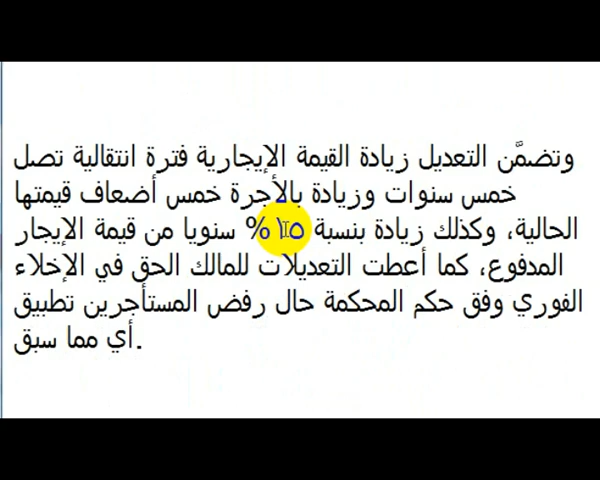 وتضمَّن التعديل زيادة القيمة الإيجارية فترة انتقالية تصل
خمس سنوات وزيادة بالأجرة خمس أضعاف قيمتها
الحالية، وكذلك زيادة بنسبة ١٥% سنويا من قيمة الإيجار
المدفوع، كما أعطت التعديلات للمالك الحق في الإخلاء
الفوري وفق حكم المحكمة حال رفض المستأجرين تطبيق
أي مما سبق.